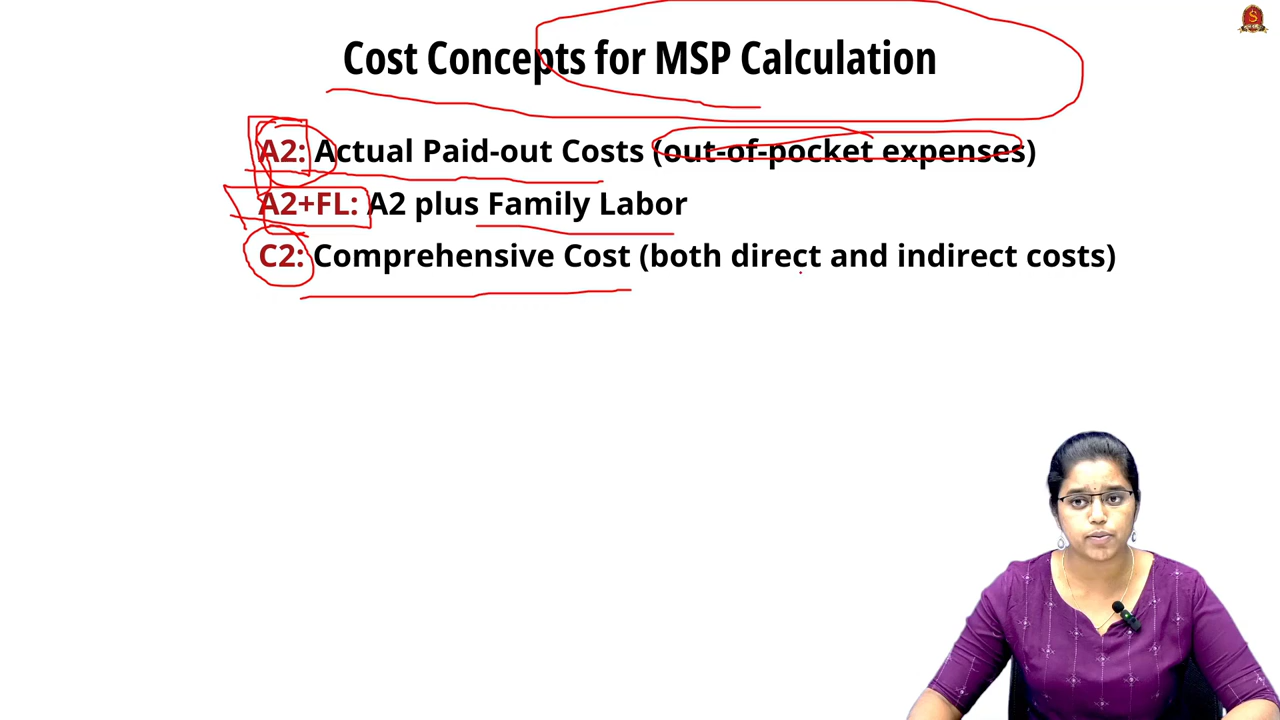 Cost Concepts for MSP Calculation
A2: Actual Paid-out Costs (out-of-pocket expenses)
A2+FL: A2 plus Family Labor
C2: Comprehensive Cost (both direct and indirect costs)